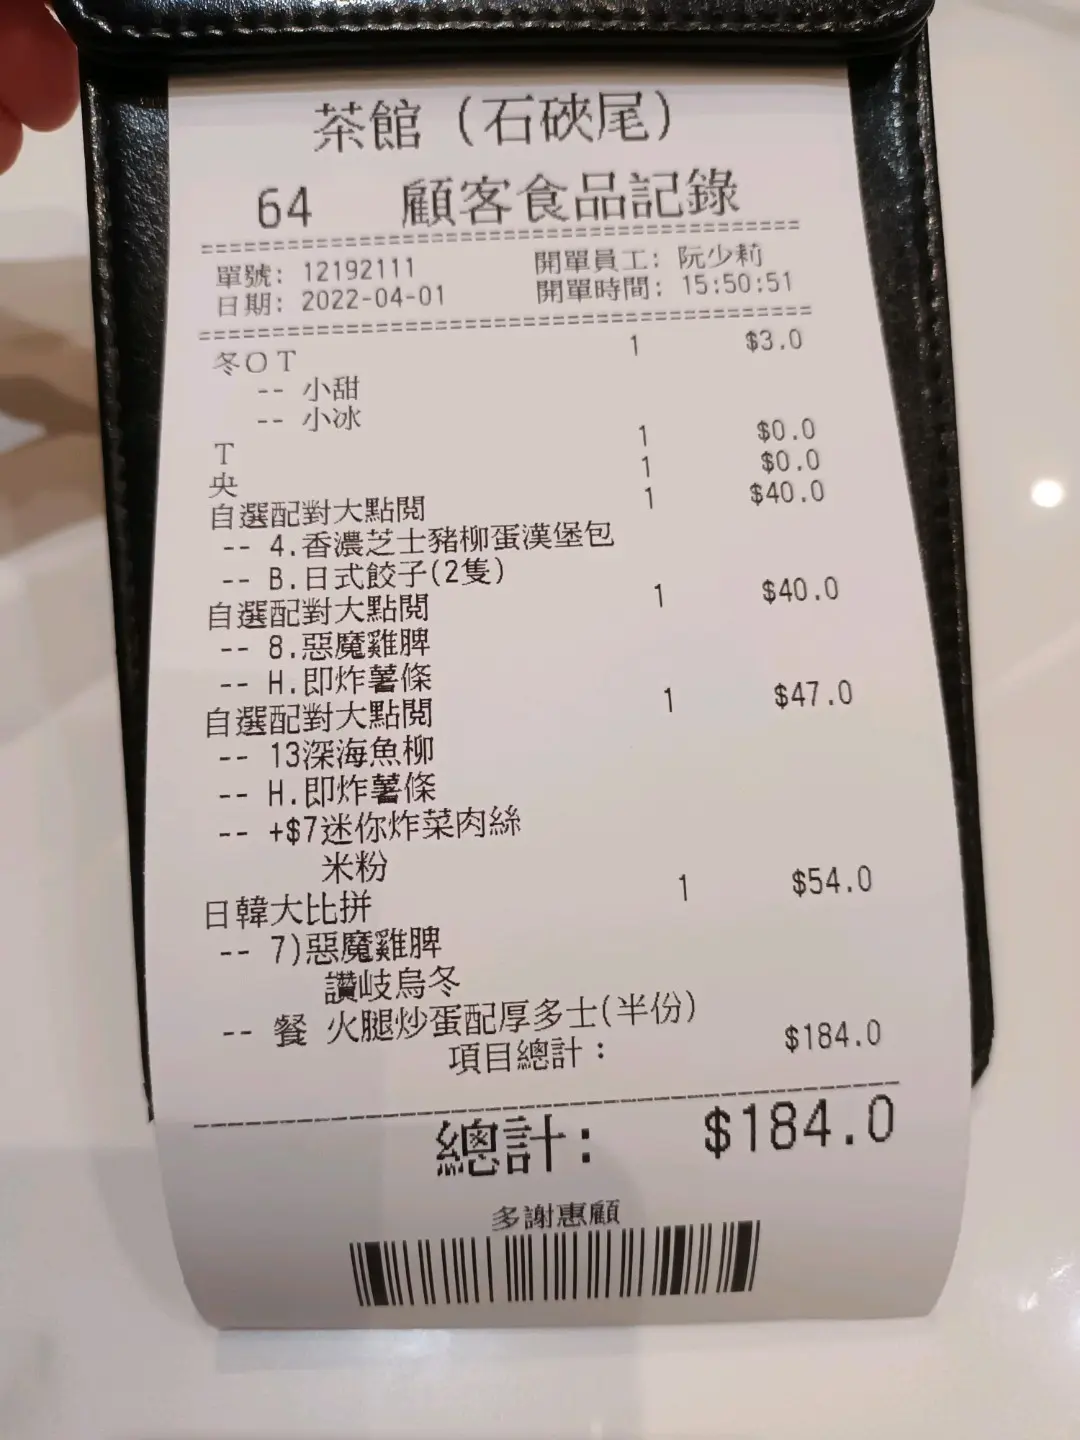 茶館（石硤尾）
64 顧客食品記錄
單號: 12192111 開單員工: 阮少莉
日期: 2022-04-01 開單時間: 15:50:51
冬OT 1 $3.0
-- 小甜
-- 小冰
T 1 $0.0
央 1 $0.0
自選配對大點閱 1 $40.0
-- 4.香濃芝士豬柳蛋漢堡包
-- B.日式餃子(2隻)
自選配對大點閱 1 $40.0
-- 8.惡魔雞脾
-- H.即炸薯條
自選配對大點閱 1 $47.0
-- 13深海魚柳
-- H.即炸薯條
-- +$7迷你炸菜肉絲
米粉
日韓大比拼 1 $54.0
-- 7)惡魔雞脾
讚岐烏冬
-- 餐 火腿炒蛋配厚多士(半份)
項目總計： $184.0
總計: $184.0
多謝惠顧